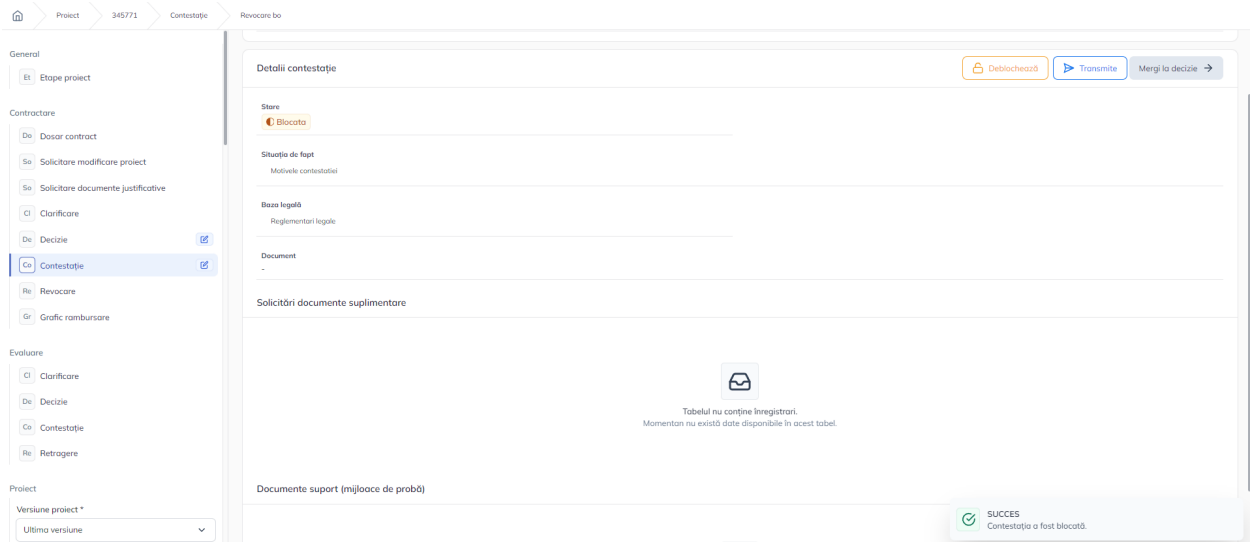 Proiect 345771 Contestație Revocare bo
General
Et Etape proiect
Contractare
Do Dosar contract
So Solicitare modificare proiect
So Solicitare documente justificative
Cl Clarificare
De Decizie
Co Contestație
Re Revocare
Gr Grafic rambursare
Evaluare
Cl Clarificare
De Decizie
Co Contestație
Re Retragere
Proiect
Versiune proiect *
Ultima versiune
Detalii contestație
Deblochează Transmite Mergi la decizie
Stare
Blocata
Situația de fapt
Motivele contestatiei
Baza legală
Reglementari legale
Document
-
Solicitări documente suplimentare
Tabelul nu conține înregistrari.
Momentan nu există date disponibile în acest tabel.
Documente suport (mijloace de probă)
SUCCES
Contestația a fost blocată.